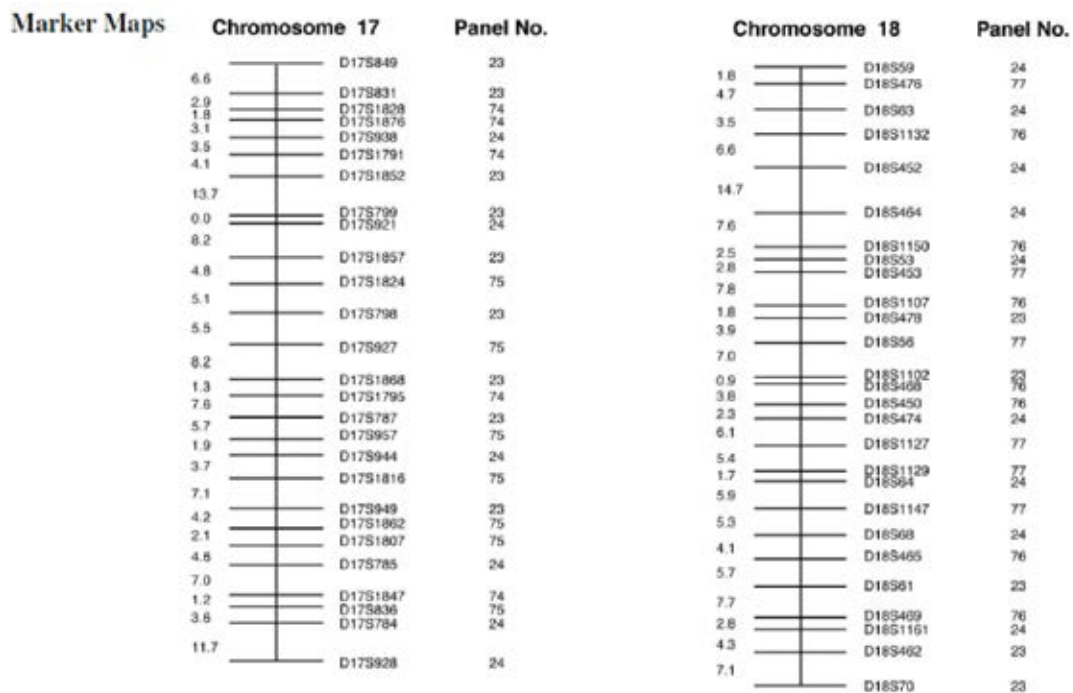 Marker Maps
Chromosome 17 Panel No.
D17S849 23
6.6
D17S831 23
2.9
D17S1828 74
1.8
D17S1876 74
3.1
D17S938 24
3.5
D17S1791 74
4.1
D17S1852 23
13.7
D17S799 23
0.0
D17S921 24
8.2
D17S1857 23
4.8
D17S1824 75
5.1
D17S798 23
5.5
D17S927 75
8.2
D17S1868 23
1.3
D17S1795 74
7.6
D17S787 23
5.7
D17S957 75
1.9
D17S944 24
3.7
D17S1816 75
7.1
D17S949 23
4.2
D17S1862 75
2.1
D17S1807 75
4.6
D17S785 24
7.0
D17S1847 74
1.2
D17S836 75
3.6
D17S784 24
11.7
D17S928 24
Chromosome 18 Panel No.
D18S59 24
1.8
D18S476 77
4.7
D18S63 24
3.5
D18S1132 76
6.6
D18S452 24
14.7
D18S464 24
7.6
D18S1150 76
2.5
D18S53 24
2.8
D18S453 77
7.8
D18S1107 76
1.8
D18S478 23
3.9
D18S56 77
7.0
D18S1102 23
0.9
D18S468 76
3.8
D18S450 76
2.3
D18S474 24
6.1
D18S1127 77
5.4
D18S1129 77
1.7
D18S64 24
5.9
D18S1147 77
5.3
D18S68 24
4.1
D18S465 76
5.7
D18S61 23
7.7
D18S469 76
2.8
D18S1161 24
4.3
D18S462 23
7.1
D18S70 23